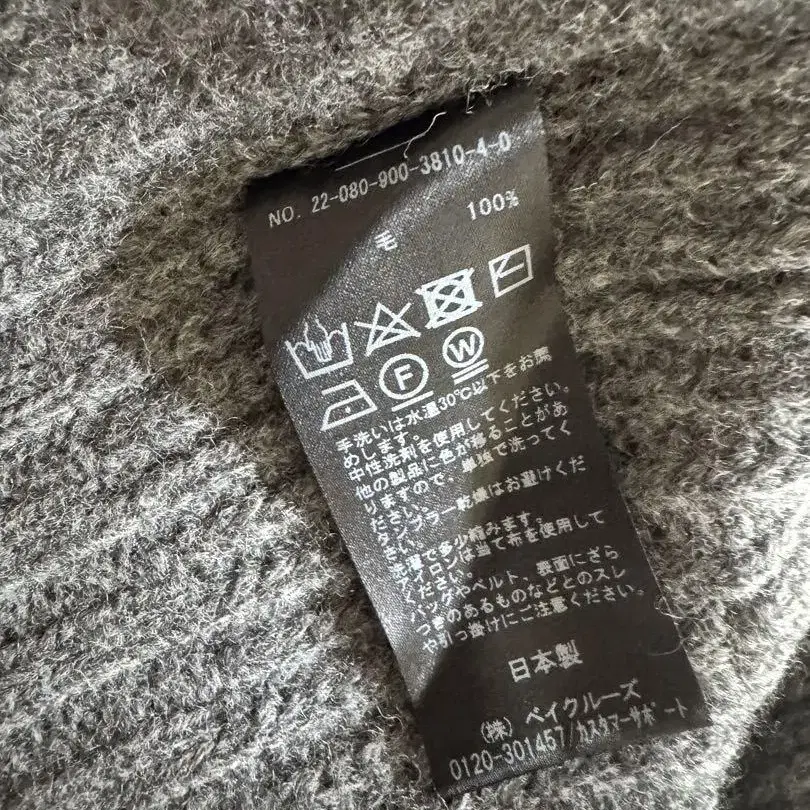 NO. 22-080-900-3810-4-0
毛 100%
F W
手洗いは水温30℃以下をお薦
めします。
中性洗剤を使用してください。
他の製品に色が移ることがあ
りますので、単独で洗ってく
ださい。
タンブラー乾燥はお避けくだ
さい。
洗濯で多少縮みます。
アイロンは当て布を使用して
ください。
バッグやベルト、表面にざら
つきのあるものなどとのスレ
や引っ掛けにご注意ください。
日本製
(株) ベイクルーズ
0120-301457/カスタマーサポート